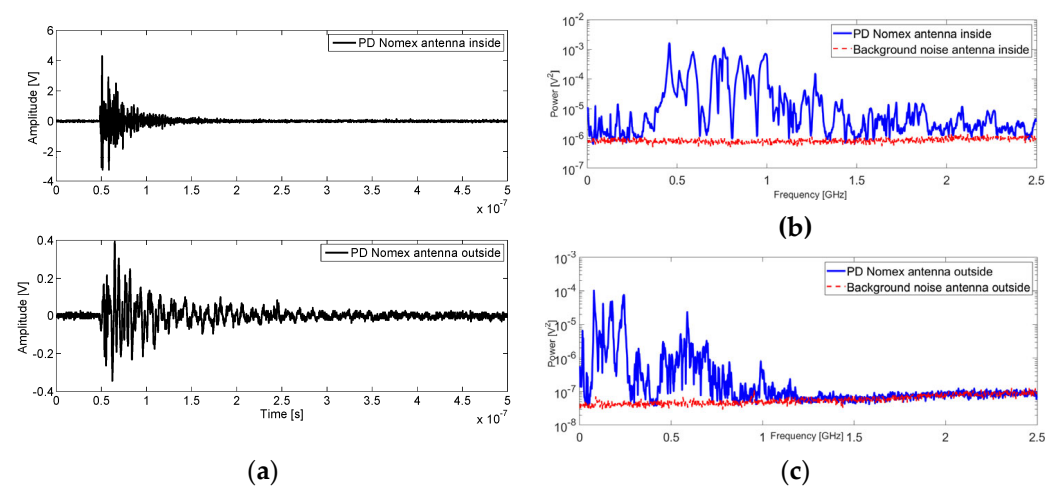 PD Nomex antenna inside
Amplitude [V]
6
4
2
0
-2
-4
0 0.5 1 1.5 2 2.5 3 3.5 4 4.5 5
x 10⁻⁷
PD Nomex antenna outside
Amplitude [V]
0.4
0.2
0
-0.2
-0.4
0 0.5 1 1.5 2 2.5 3 3.5 4 4.5 5
Time [s]
x 10⁻⁷
(a)
PD Nomex antenna inside
Background noise antenna inside
Power [V²]
10⁻²
10⁻³
10⁻⁴
10⁻⁵
10⁻⁶
10⁻⁷
0 0.5 1 1.5 2 2.5
Frequency [GHz]
(b)
PD Nomex antenna outside
Background noise antenna outside
Power [V²]
10⁻³
10⁻⁴
10⁻⁵
10⁻⁶
10⁻⁷
10⁻⁸
0 0.5 1 1.5 2 2.5
Frequency [GHz]
(c)